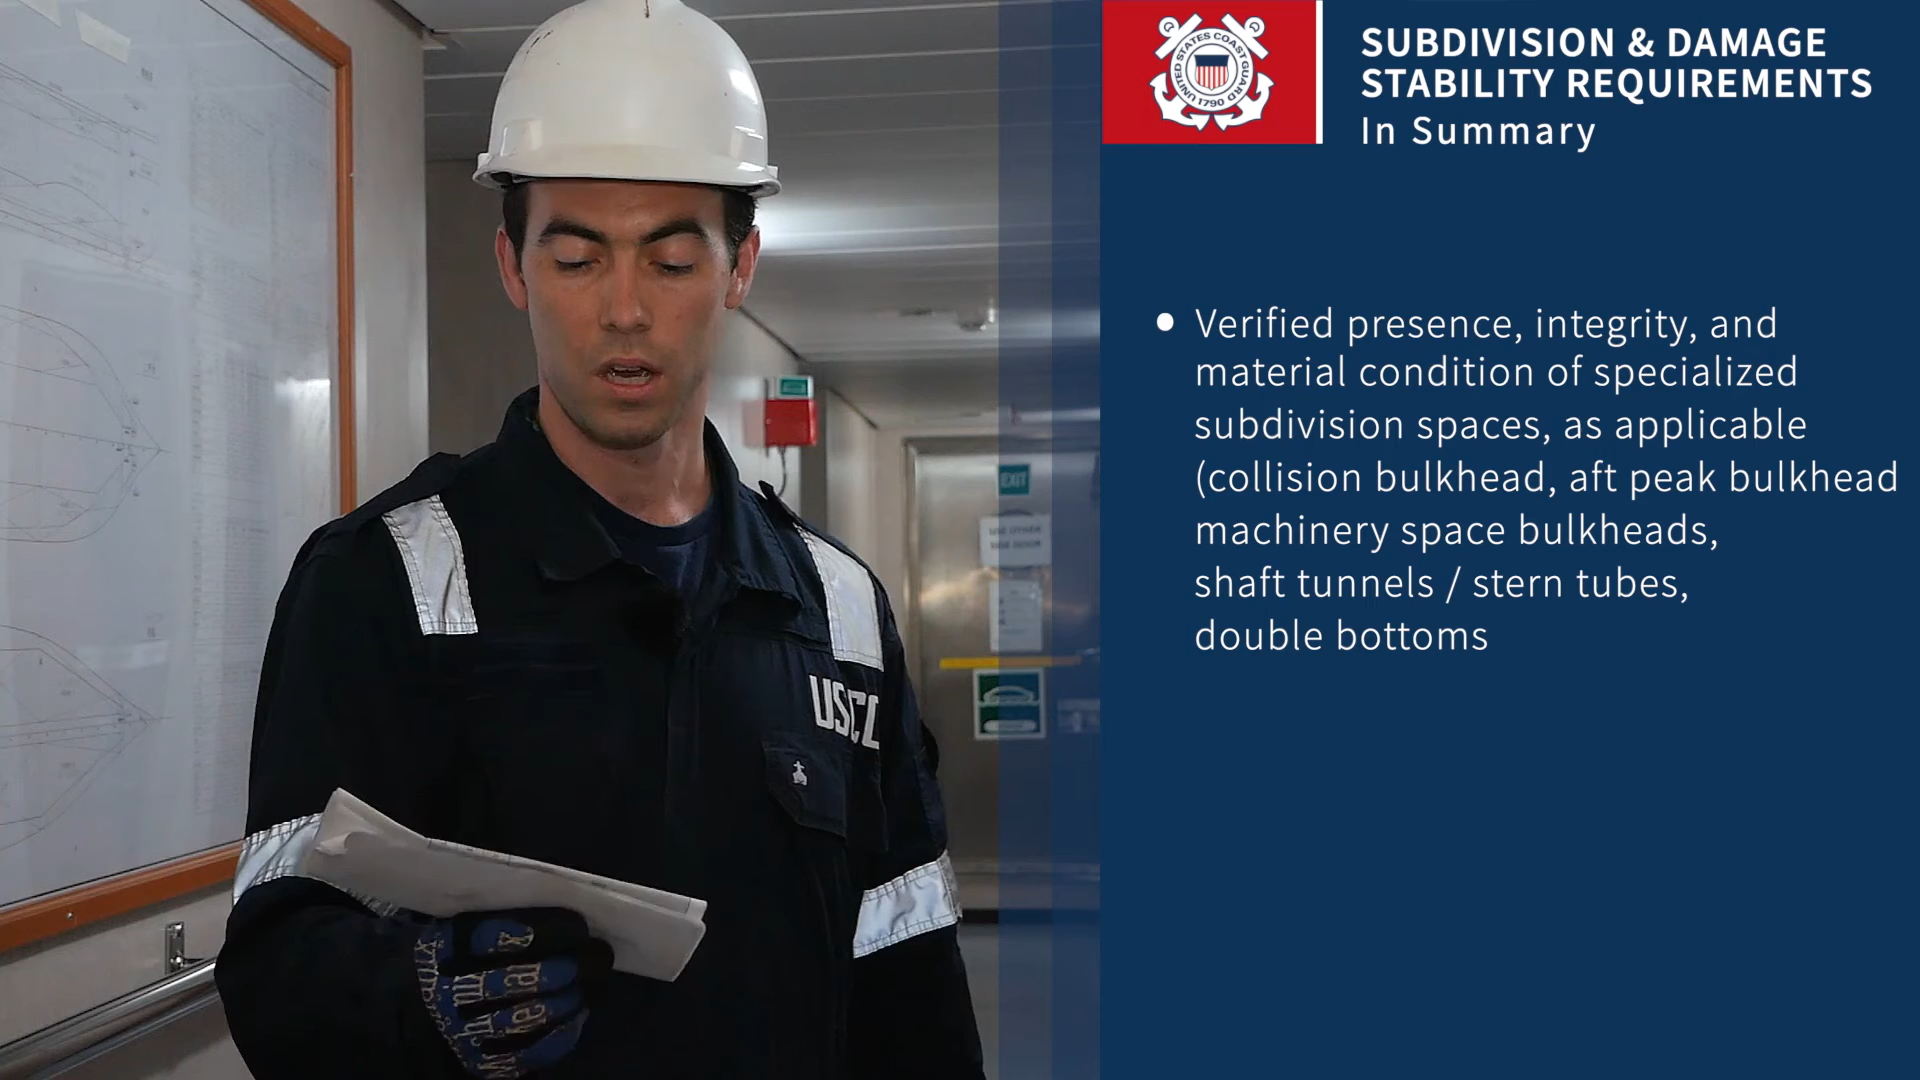 UNITED STATES COAST GUARD
1790
SUBDIVISION & DAMAGE
STABILITY REQUIREMENTS
In Summary
• Verified presence, integrity, and
material condition of specialized
subdivision spaces, as applicable
(collision bulkhead, aft peak bulkhead
machinery space bulkheads,
shaft tunnels / stern tubes,
double bottoms
EXIT
USCG
Mechanix